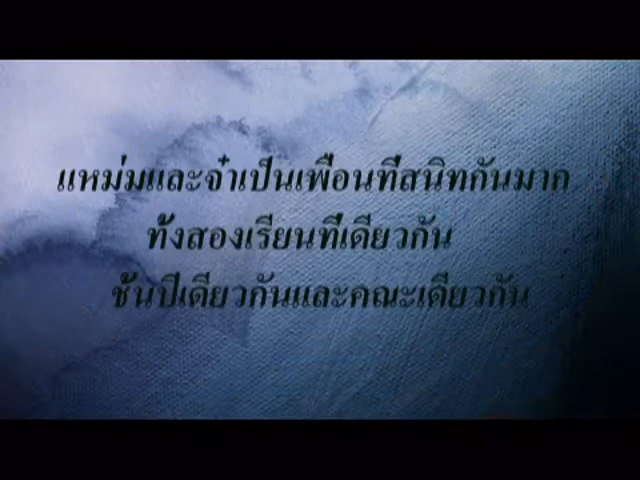 แหม่มและจ๋าเป็นเพื่อนที่สนิทกันมาก
ทั้งสองเรียนที่เดียวกัน
ชั้นปีเดียวกันและคณะเดียวกัน